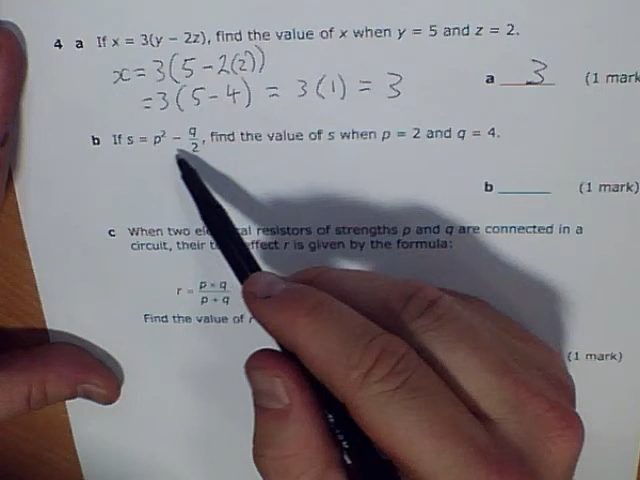 4 a If x = 3(y − 2z), find the value of x when y = 5 and z = 2.
x = 3(5 − 2(2))
= 3(5 − 4) = 3(1) = 3
a 3 (1 mark
b If s = p² − q/2, find the value of s when p = 2 and q = 4.
b ______ (1 mark)
c When two resistors of strengths p and q are connected in a
circuit, their effect r is given by the formula:
r = p × q / p + q
Find the value of r
(1 mark)